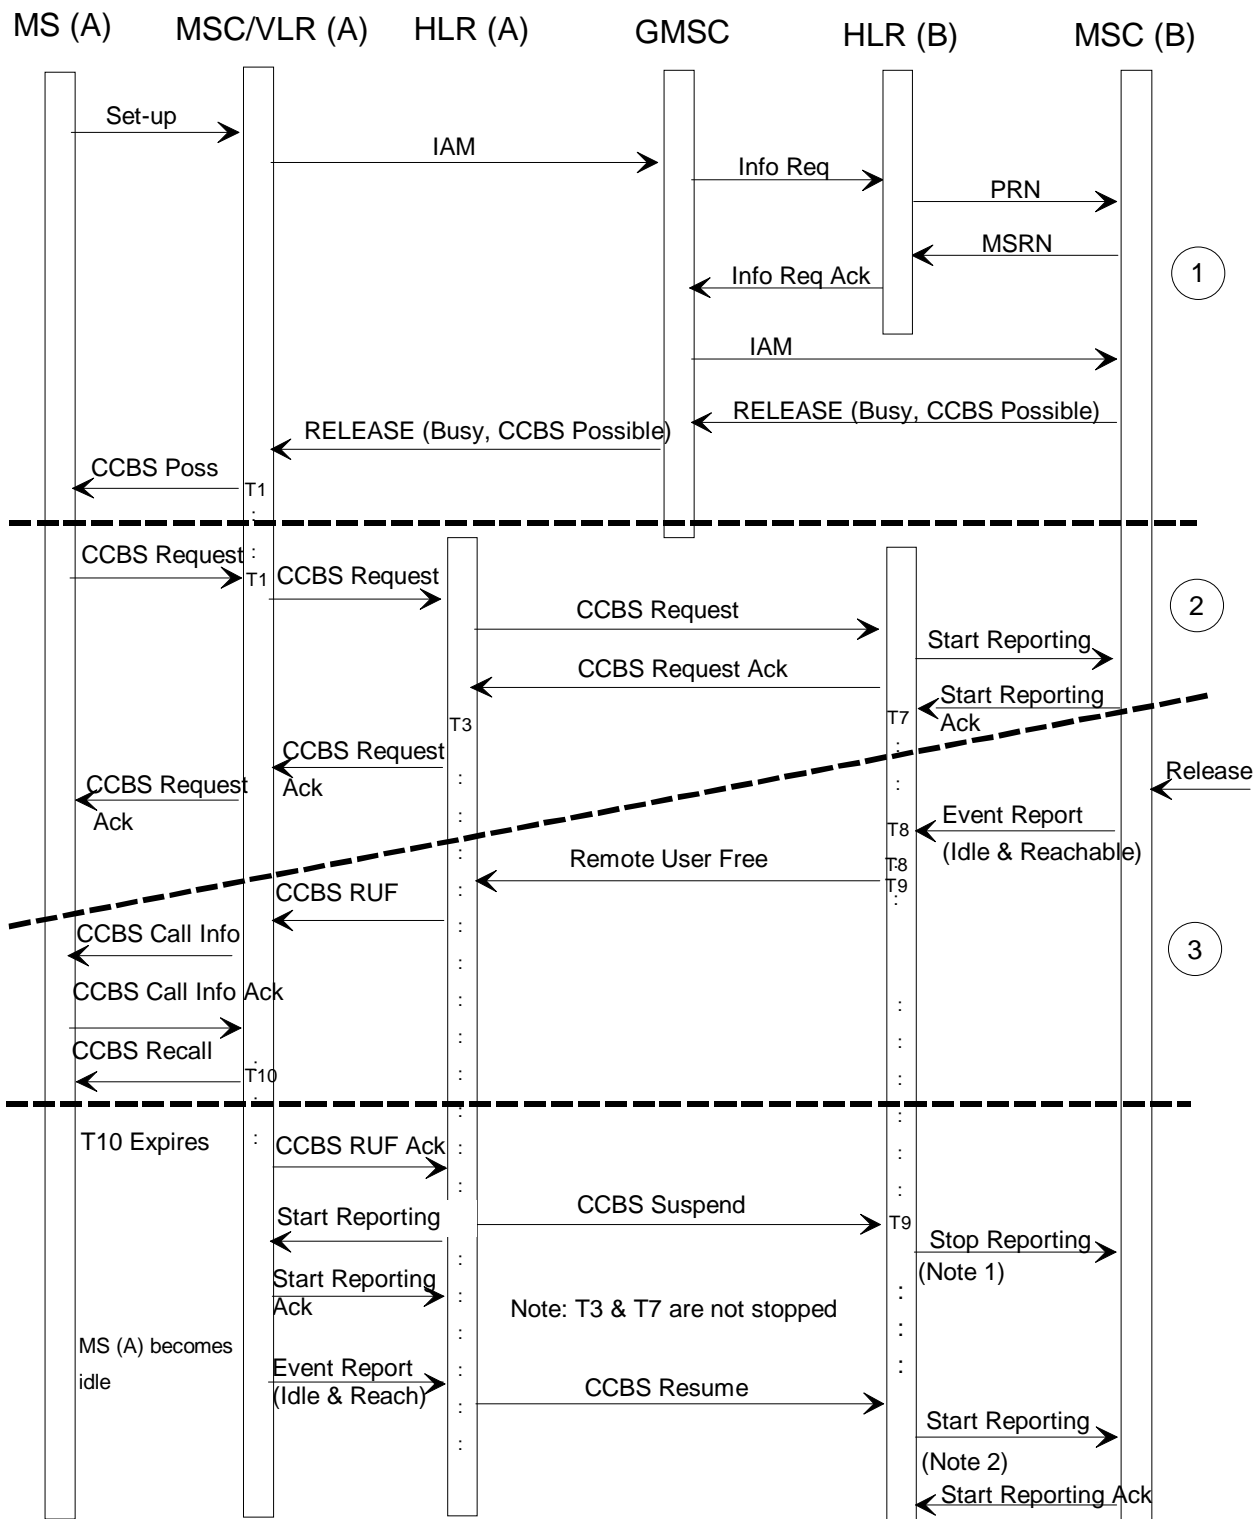 MS (A) MSC/VLR (A) HLR (A) GMSC HLR (B) MSC (B)
Set-up
IAM
Info Req
PRN
MSRN
Info Req Ack
1
IAM
RELEASE (Busy, CCBS Possible)
RELEASE (Busy, CCBS Possible)
CCBS Poss
T1
CCBS Request
T1
CCBS Request
CCBS Request
2
Start Reporting
CCBS Request Ack
Start Reporting
Ack
T7
T3
CCBS Request
Ack
CCBS Request
Ack
Release
Event Report
(Idle & Reachable)
T8
Remote User Free
T8
T9
CCBS RUF
CCBS Call Info
3
CCBS Call Info Ack
CCBS Recall
T10
T10 Expires
CCBS RUF Ack
CCBS Suspend
T9
Start Reporting
Stop Reporting
(Note 1)
Start Reporting
Ack
Note: T3 & T7 are not stopped
MS (A) becomes
idle
Event Report
(Idle & Reach)
CCBS Resume
Start Reporting
(Note 2)
Start Reporting Ack